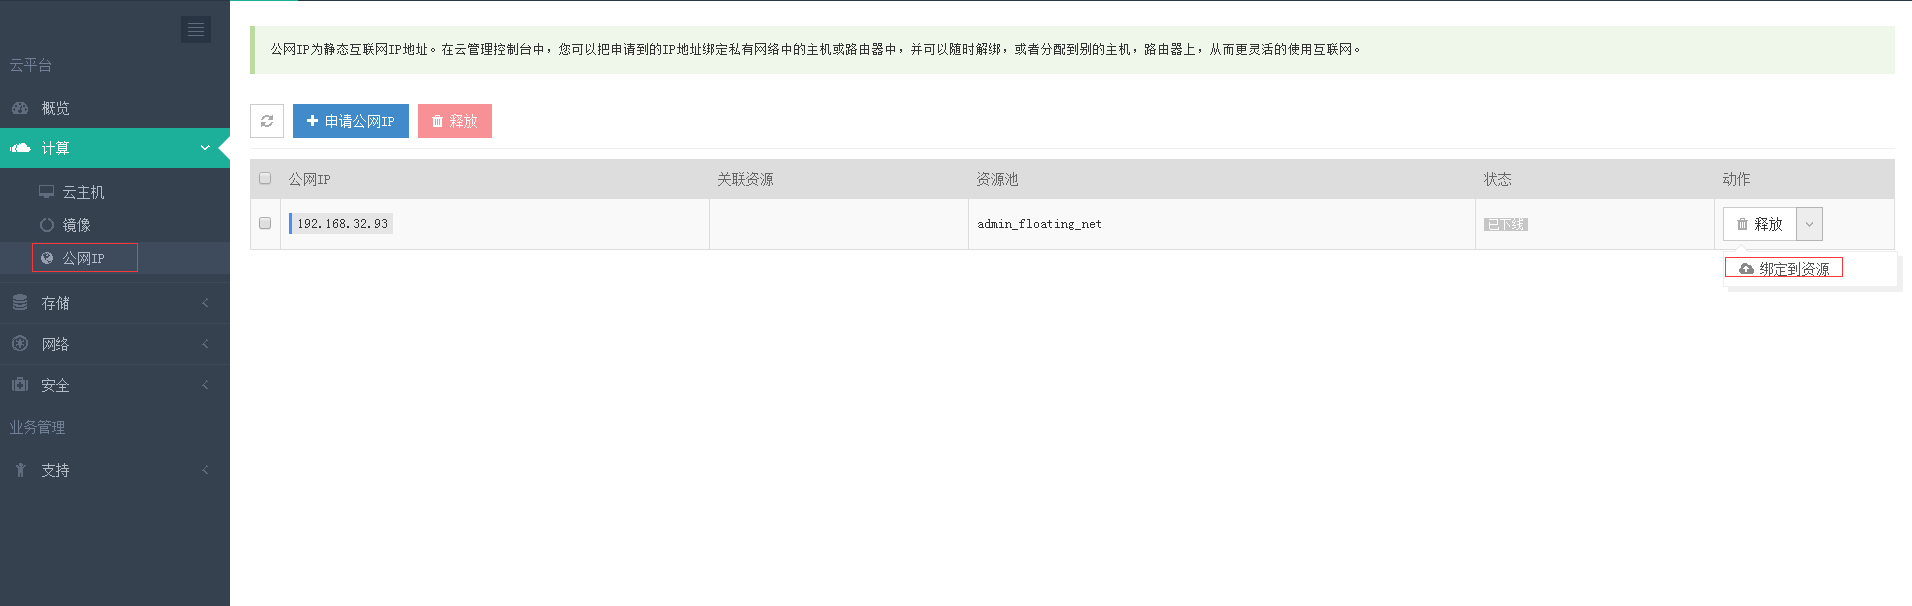 云平台
概览
计算
云主机
镜像
公网IP
存储
网络
安全
业务管理
支持
公网IP为静态互联网IP地址。在云管理控制台中，您可以把申请到的IP地址绑定私有网络中的主机或路由器中，并可以随时解绑，或者分配到别的主机，路由器上，从而更灵活的使用互联网。
申请公网IP 释放
公网IP 关联资源 资源池 状态 动作
192.168.32.93 admin_floating_net 已下线 释放
绑定到资源